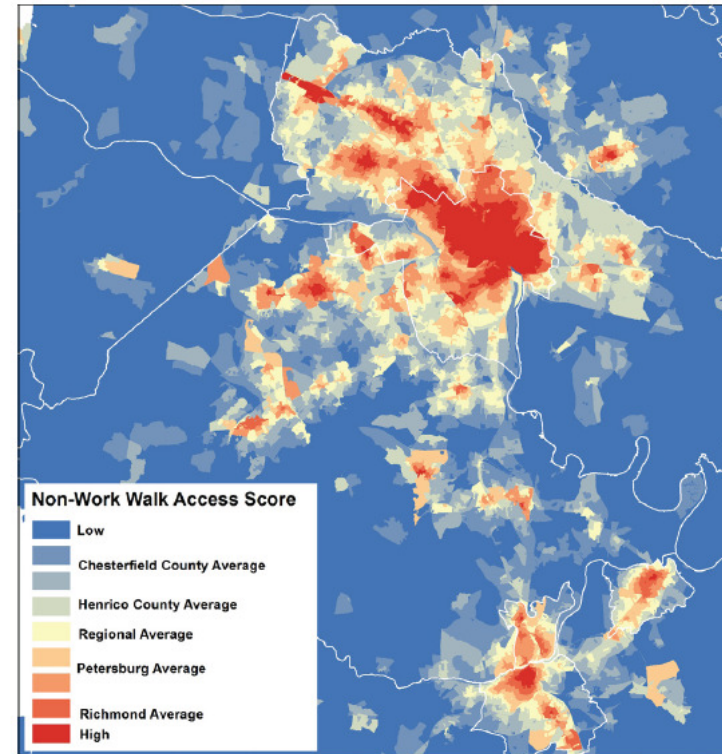 Non-Work Walk Access Score
Low
Chesterfield County Average
Henrico County Average
Regional Average
Petersburg Average
Richmond Average
High